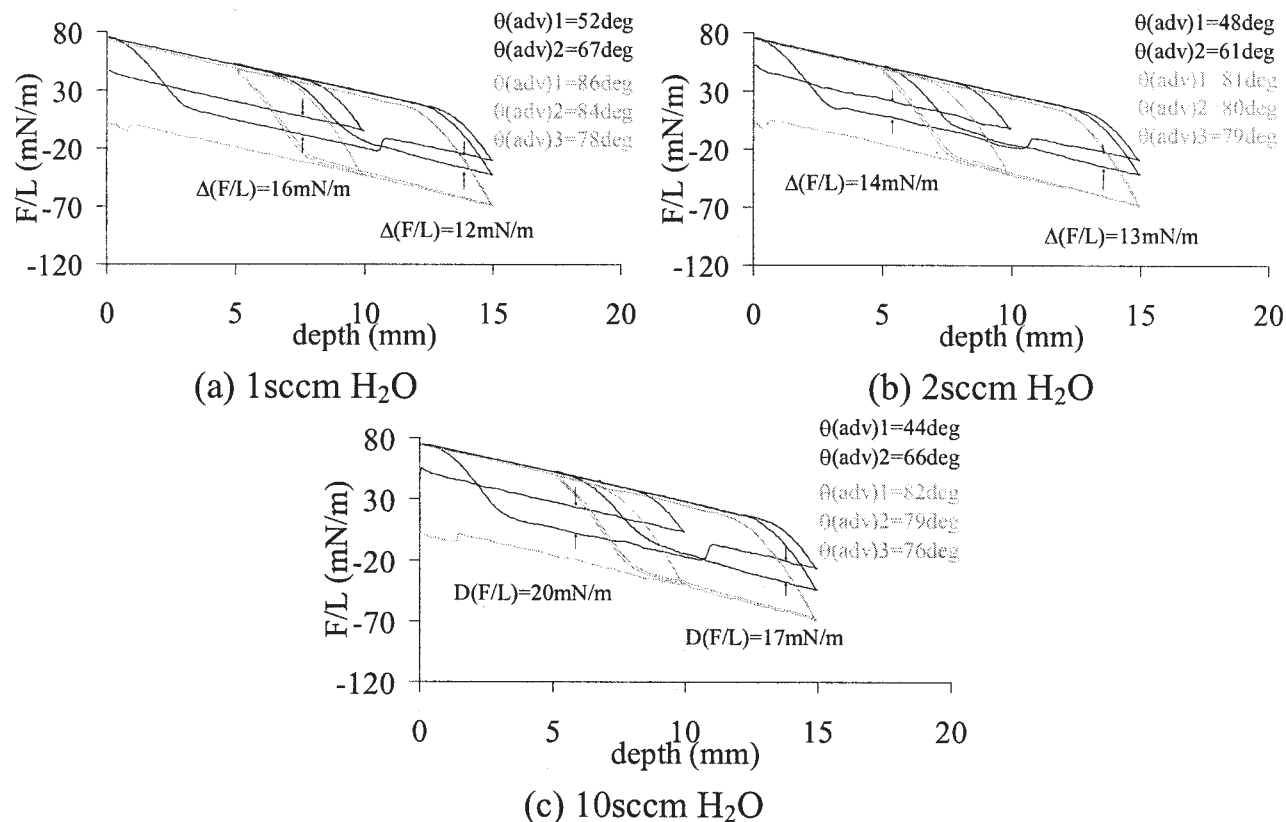 θ(adv)1=52deg
θ(adv)2=67deg
θ(adv)1=86deg
θ(adv)2=84deg
θ(adv)3=78deg
80
30
-20
-70
-120
F/L (mN/m)
Δ(F/L)=16mN/m
Δ(F/L)=12mN/m
0 5 10 15 20
depth (mm)
(a) 1sccm H₂O
θ(adv)1=48deg
θ(adv)2=61deg
θ(adv)1=81deg
θ(adv)2=80deg
θ(adv)3=79deg
80
30
-20
-70
-120
F/L (mN/m)
Δ(F/L)=14mN/m
Δ(F/L)=13mN/m
0 5 10 15 20
depth (mm)
(b) 2sccm H₂O
θ(adv)1=44deg
θ(adv)2=66deg
θ(adv)1=82deg
θ(adv)2=79deg
θ(adv)3=76deg
80
30
-20
-70
-120
F/L (mN/m)
D(F/L)=20mN/m
D(F/L)=17mN/m
0 5 10 15 20
depth (mm)
(c) 10sccm H₂O